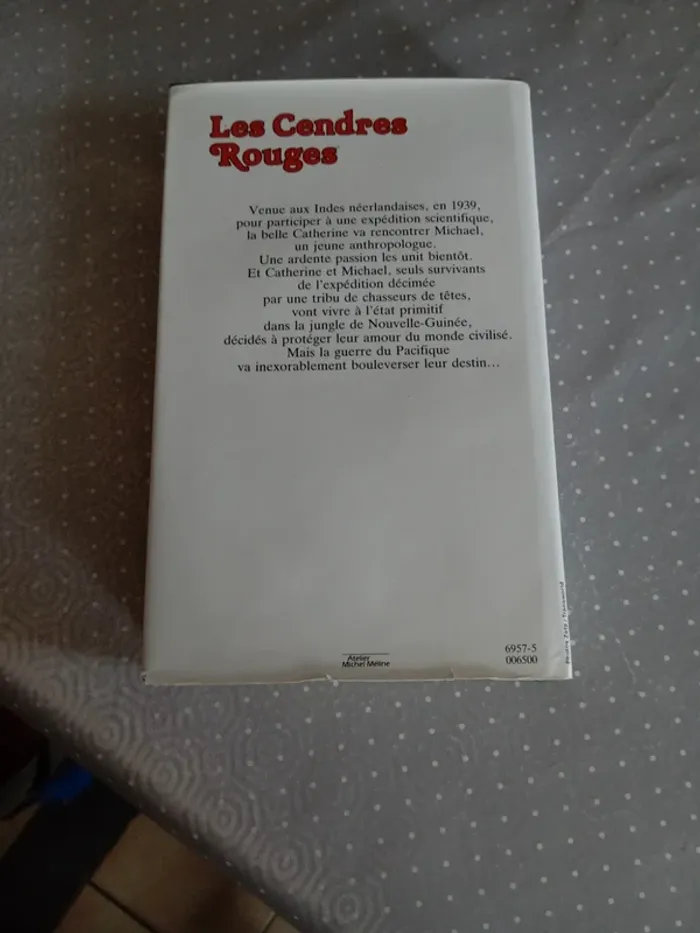 Les Cendres
Rouges
Venue aux Indes néerlandaises, en 1939,
pour participer à une expédition scientifique,
la belle Catherine va rencontrer Michael,
un jeune anthropologue.
Une ardente passion les unit bientôt.
Et Catherine et Michael, seuls survivants
de l'expédition décimée
par une tribu de chasseurs de têtes,
vont vivre à l'état primitif
dans la jungle de Nouvelle-Guinée,
décidés à protéger leur amour du monde civilisé.
Mais la guerre du Pacifique
va inexorablement bouleverser leur destin...
Atelier
Michel Méline
6957-5
006500